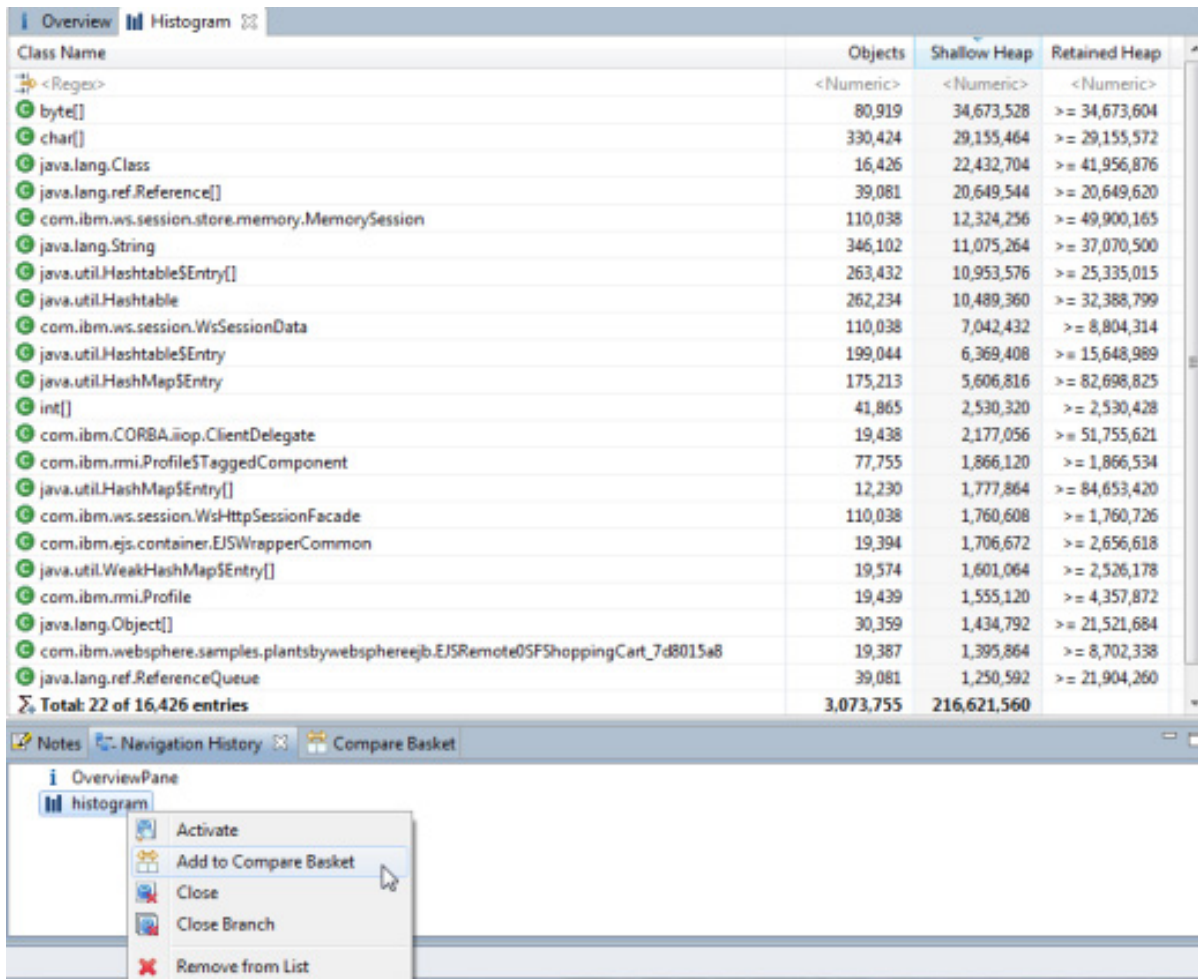 Overview Histogram
Class Name Objects Shallow Heap Retained Heap
<Regex> <Numeric> <Numeric> <Numeric>
byte[] 80,919 34,673,528 >= 34,673,604
char[] 330,424 29,155,464 >= 29,155,572
java.lang.Class 16,426 22,432,704 >= 41,956,876
java.lang.ref.Reference[] 39,081 20,649,544 >= 20,649,620
com.ibm.ws.session.store.memory.MemorySession 110,038 12,324,256 >= 49,900,165
java.lang.String 346,102 11,075,264 >= 37,070,500
java.util.Hashtable$Entry[] 263,432 10,953,576 >= 25,335,015
java.util.Hashtable 262,234 10,489,360 >= 32,388,799
com.ibm.ws.session.WsSessionData 110,038 7,042,432 >= 8,804,314
java.util.Hashtable$Entry 199,044 6,369,408 >= 15,648,989
java.util.HashMap$Entry 175,213 5,606,816 >= 82,698,825
int[] 41,865 2,530,320 >= 2,530,428
com.ibm.CORBA.iiop.ClientDelegate 19,438 2,177,056 >= 51,755,621
com.ibm.rmi.Profile$TaggedComponent 77,755 1,866,120 >= 1,866,534
java.util.HashMap$Entry[] 12,230 1,777,864 >= 84,653,420
com.ibm.ws.session.WsHttpSessionFacade 110,038 1,760,608 >= 1,760,726
com.ibm.ejs.container.EJSWrapperCommon 19,394 1,706,672 >= 2,656,618
java.util.WeakHashMap$Entry[] 19,574 1,601,064 >= 2,526,178
com.ibm.rmi.Profile 19,439 1,555,120 >= 4,357,872
java.lang.Object[] 30,359 1,434,792 >= 21,521,684
com.ibm.websphere.samples.plantsbywebsphereejb.EJSRemote0SFShoppingCart_7d8015a8 19,387 1,395,864 >= 8,702,338
java.lang.ref.ReferenceQueue 39,081 1,250,592 >= 21,904,260
Total: 22 of 16,426 entries 3,073,755 216,621,560
Notes Navigation History Compare Basket
OverviewPane
histogram
Activate
Add to Compare Basket
Close
Close Branch
Remove from List